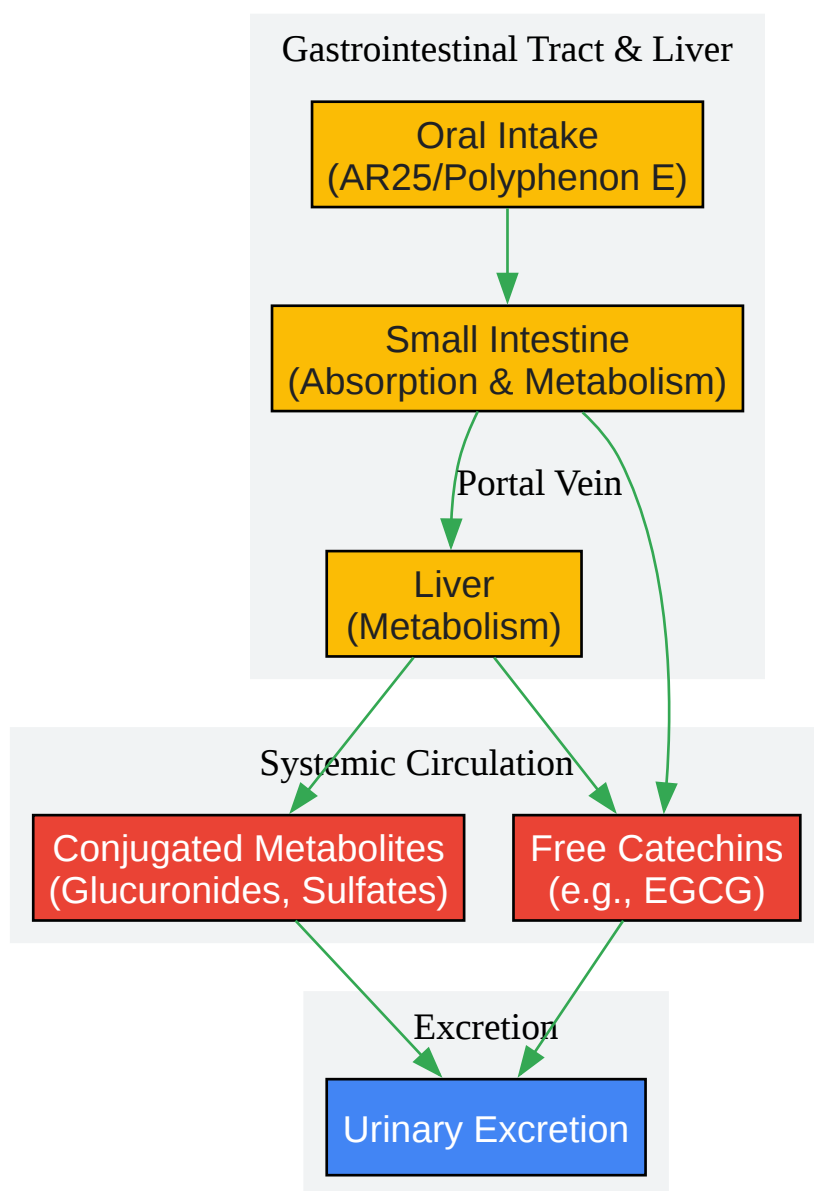 Gastrointestinal Tract & Liver
Oral Intake
(AR25/Polyphenon E)
Small Intestine
(Absorption & Metabolism)
Portal Vein
Liver
(Metabolism)
Systemic Circulation
Conjugated Metabolites
(Glucuronides, Sulfates)
Free Catechins
(e.g., EGCG)
Excretion
Urinary Excretion